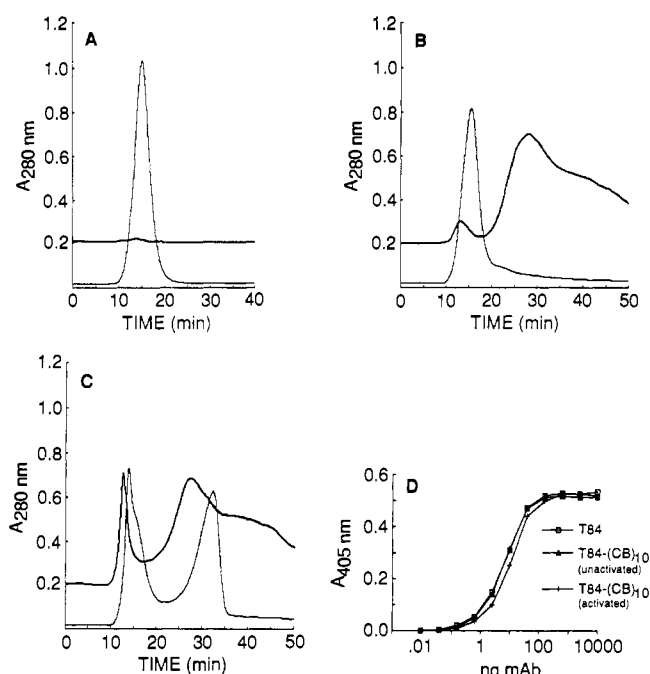 A
1.2
1.0
0.8
0.6
0.4
0.2
A280 nm
0 10 20 30 40
TIME (min)
B
1.2
1.0
0.8
0.6
0.4
0.2
A280 nm
0 10 20 30 40 50
TIME (min)
C
1.2
1.0
0.8
0.6
0.4
0.2
A280 nm
0 10 20 30 40 50
TIME (min)
D
0.6
0.4
0.2
0.0
A405 nm
T84
T84-(CB)10
(unactivated)
T84-(CB)10
(activated)
.01 1 100 10000
ng mAb